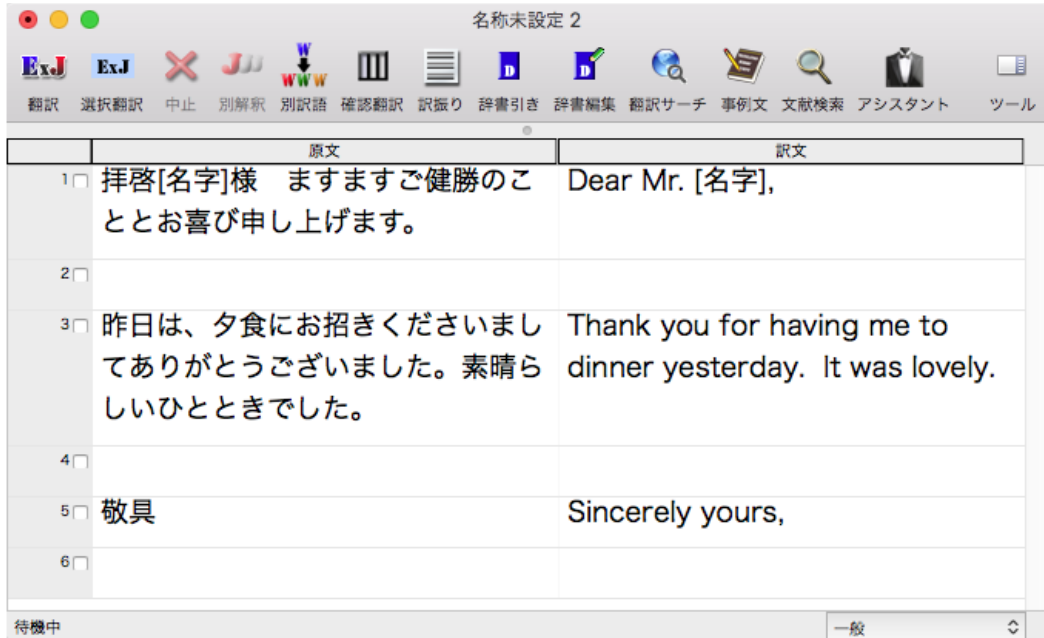 名称未設定 2
ExJ ExJ J W WWW D D
翻訳 選択翻訳 中止 別解釈 別訳語 確認翻訳 訳振り 辞書引き 辞書編集 翻訳サーチ 事例文 文献検索 アシスタント ツール
原文 訳文
1 拝啓[名字]様　ますますご健勝のこ Dear Mr. [名字],
ととお喜び申し上げます。
2
3 昨日は、夕食にお招きくださいまし Thank you for having me to
てありがとうございました。素晴ら dinner yesterday. It was lovely.
しいひとときでした。
4
5 敬具 Sincerely yours,
6
待機中 一般